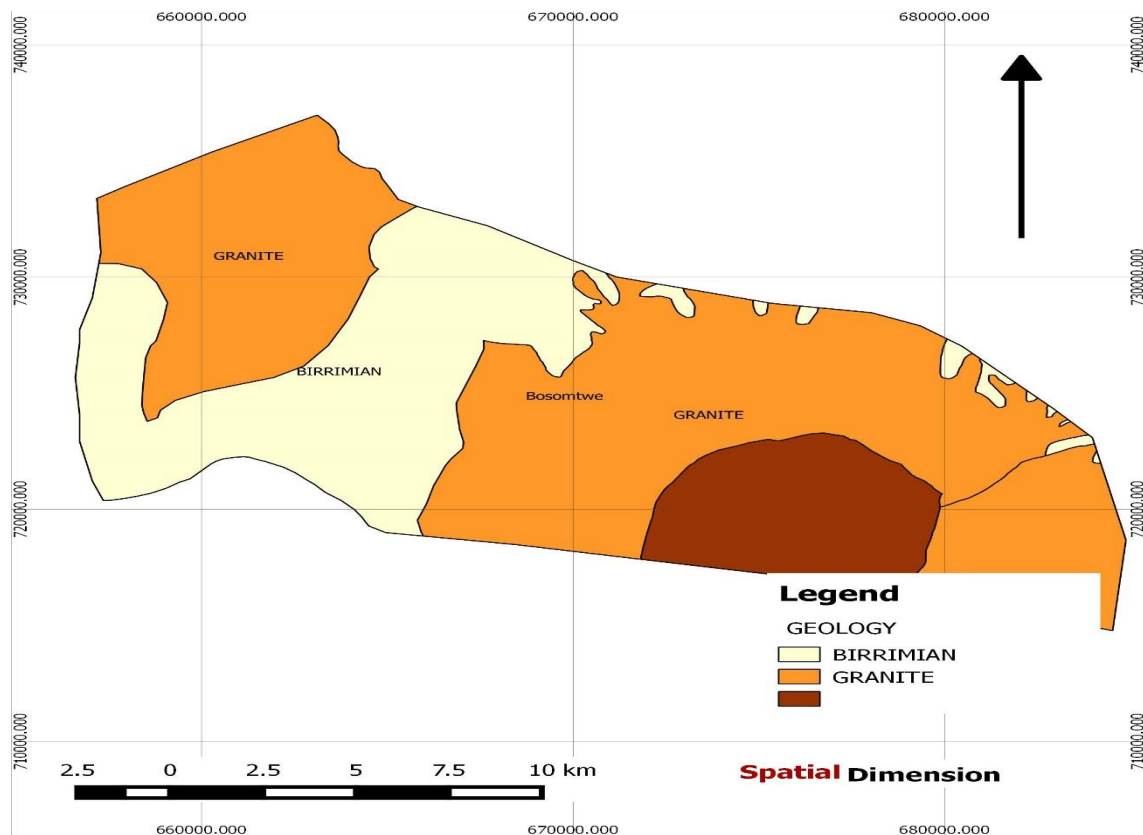 660000.000 670000.000 680000.000
740000.000 740000.000
GRANITE
730000.000 730000.000
BIRRIMIAN
Bosomtwe
GRANITE
720000.000 720000.000
Legend
GEOLOGY
BIRRIMIAN
GRANITE
710000.000 710000.000
2.5 0 2.5 5 7.5 10 km
Spatial Dimension
660000.000 670000.000 680000.000